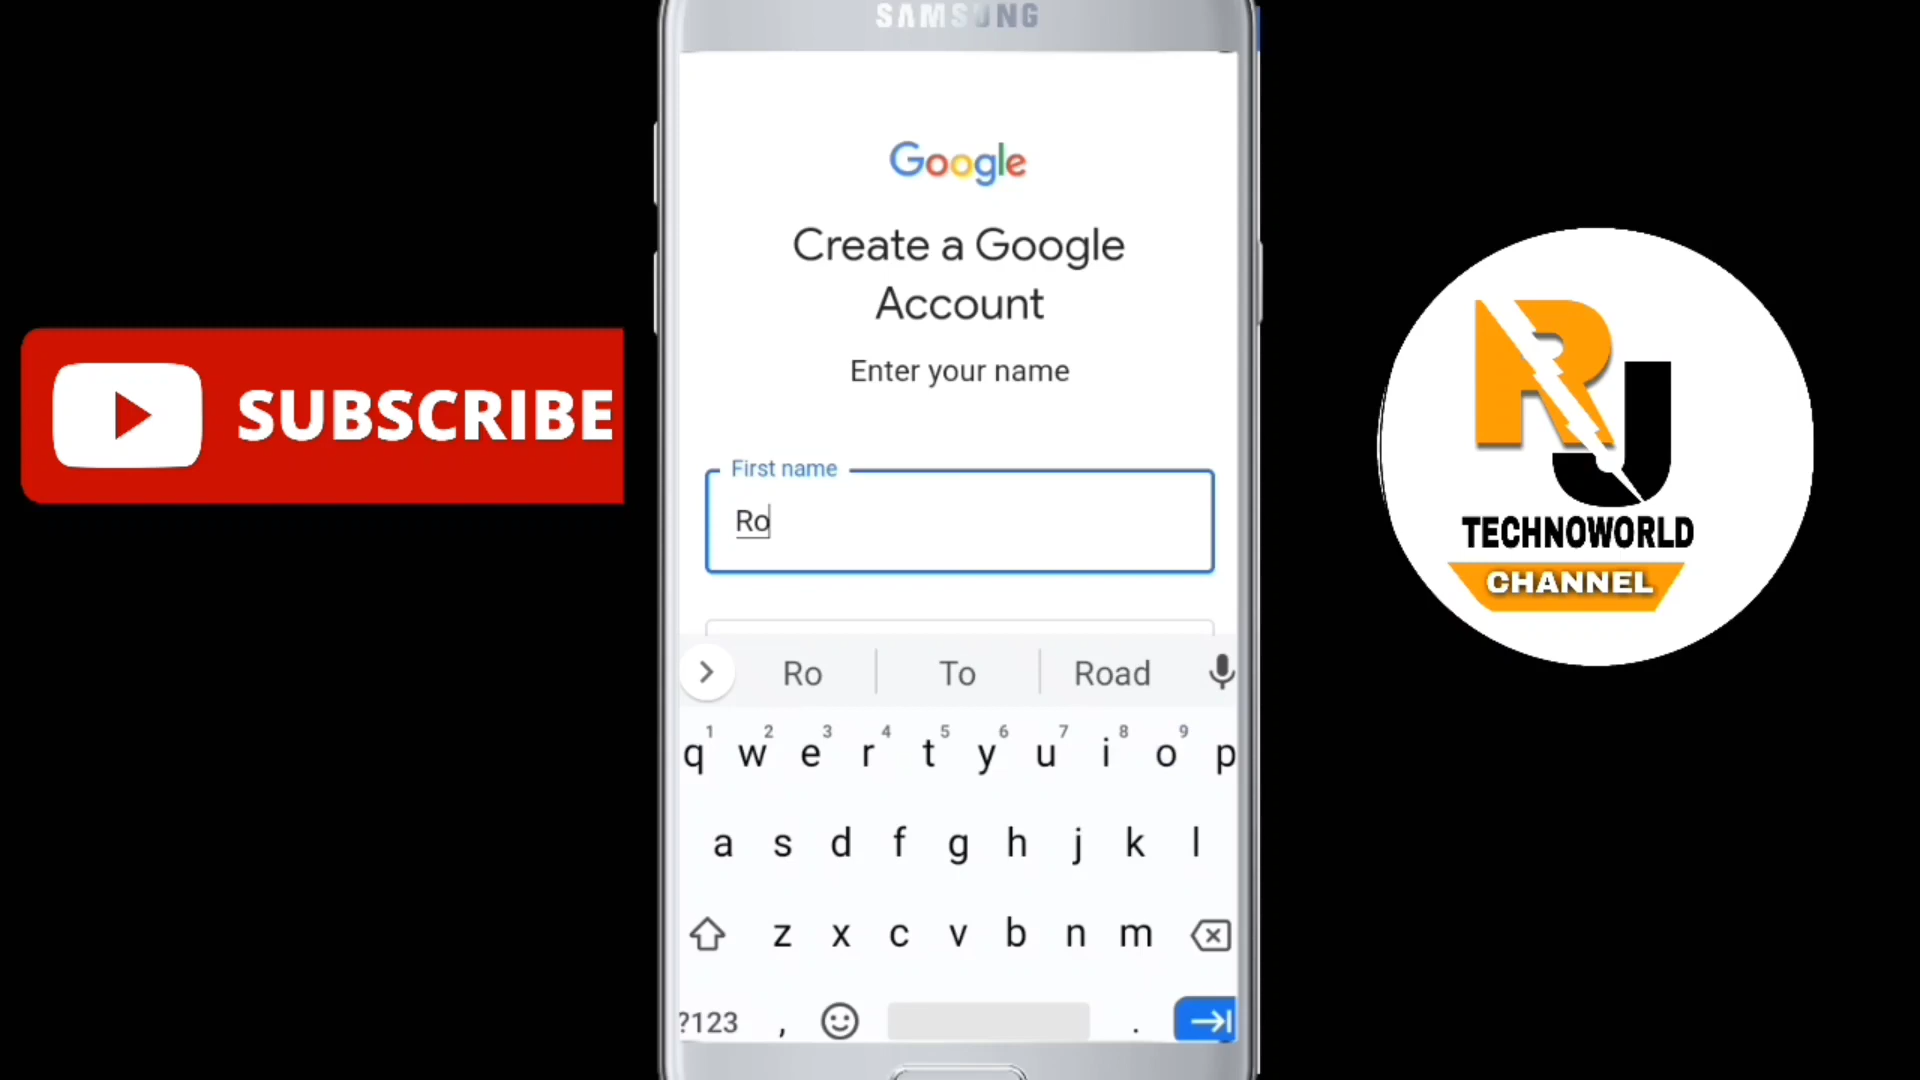 SAMSUNG
Google
Create a Google
Account
Enter your name
First name
Ro
Ro To Road
1 2 3 4 5 6 7 8 9
q w e r t y u i o p
a s d f g h j k l
z x c v b n m
?123 , .
SUBSCRIBE
RJ
TECHNOWORLD
CHANNEL